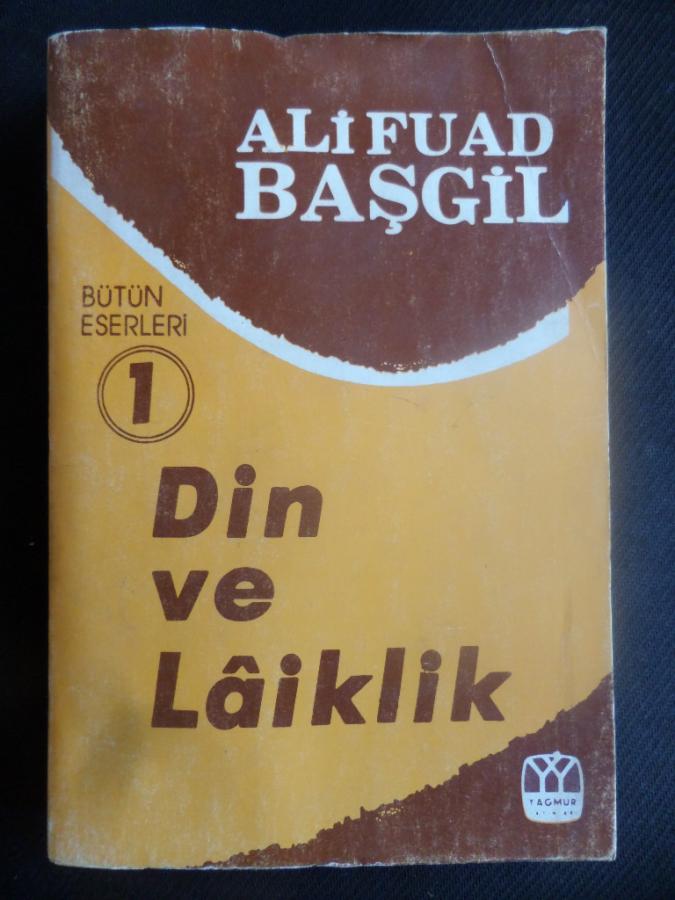 ALİ FUAD
BAŞGİL
BÜTÜN
ESERLERİ
1
Din
ve
Lâiklik
YAĞMUR